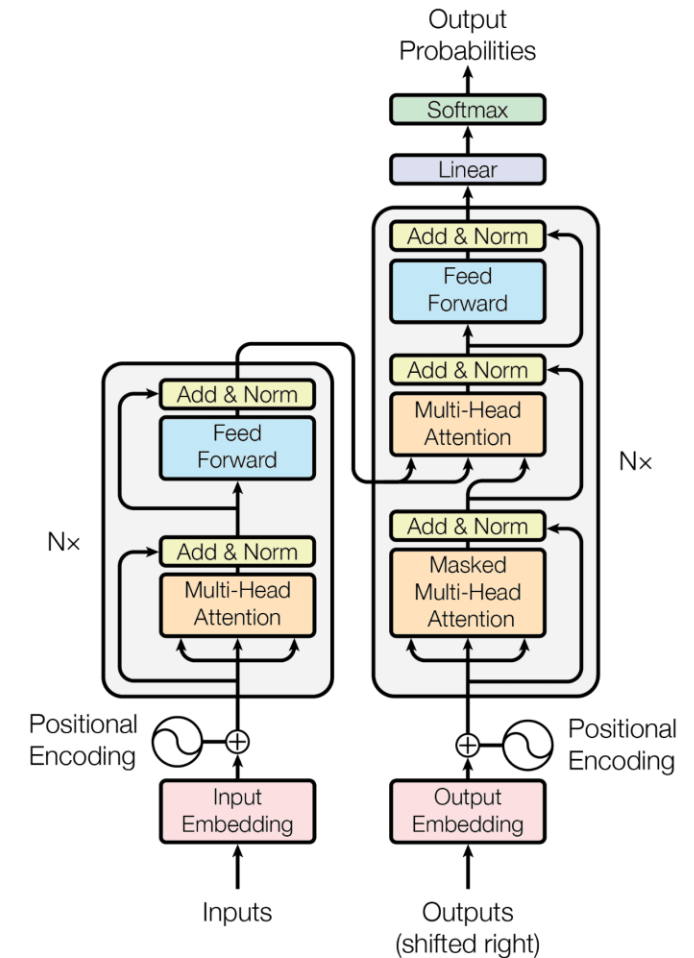 Output
Probabilities
Softmax
Linear
Add & Norm
Feed
Forward
Add & Norm
Multi-Head
Attention
Add & Norm
Masked
Multi-Head
Attention
N×
Add & Norm
Feed
Forward
Add & Norm
Multi-Head
Attention
N×
Positional
Encoding
Positional
Encoding
Input
Embedding
Output
Embedding
Inputs
Outputs
(shifted right)